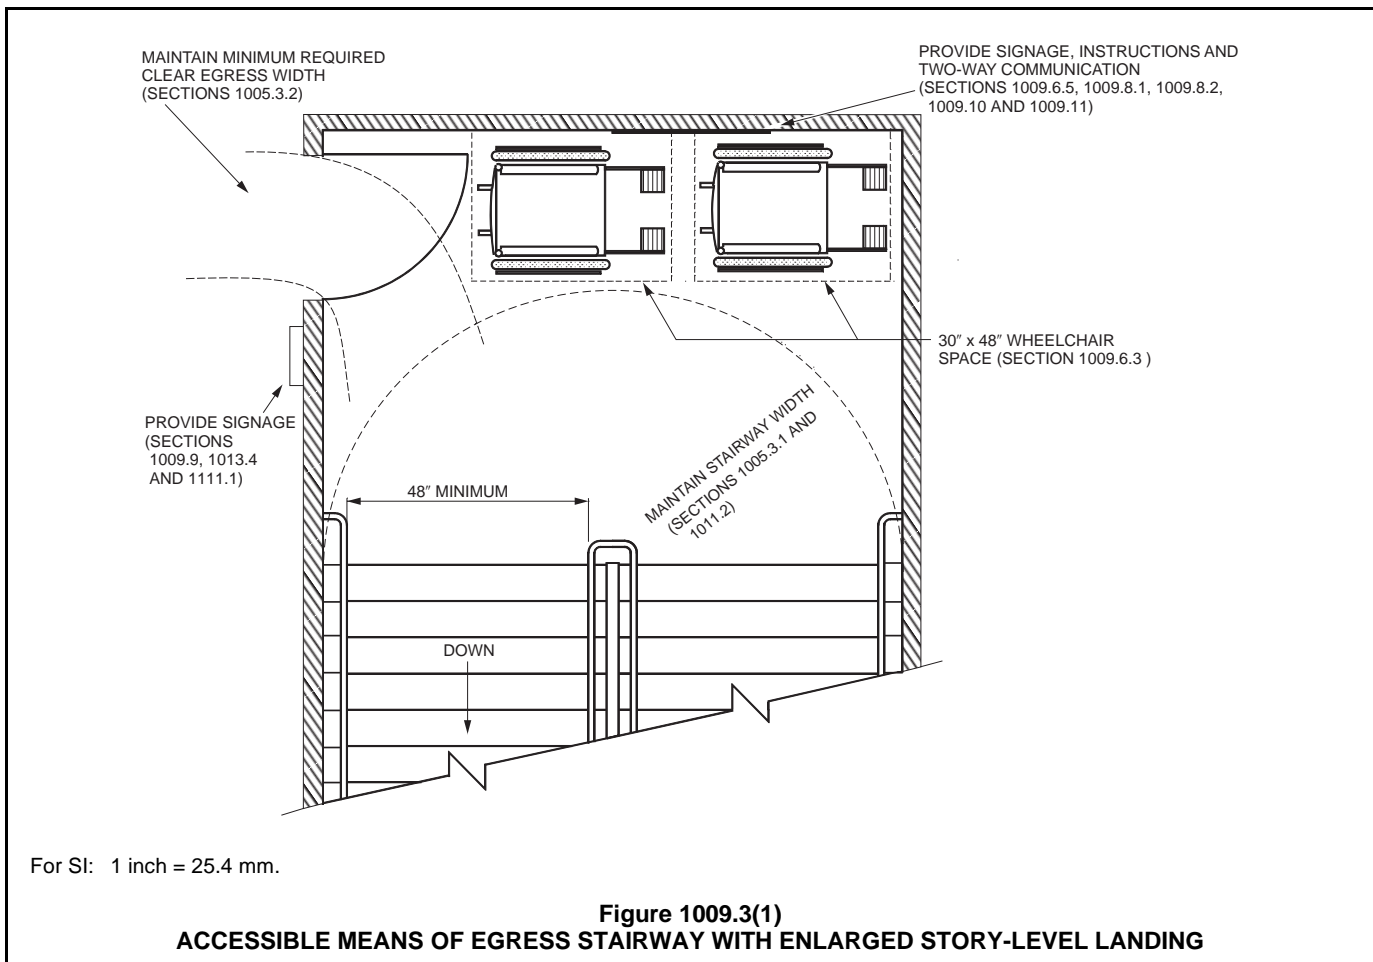 MAINTAIN MINIMUM REQUIRED
CLEAR EGRESS WIDTH
(SECTIONS 1005.3.2)
PROVIDE SIGNAGE, INSTRUCTIONS AND
TWO-WAY COMMUNICATION
(SECTIONS 1009.6.5, 1009.8.1, 1009.8.2,
1009.10 AND 1009.11)
30″ x 48″ WHEELCHAIR
SPACE (SECTION 1009.6.3 )
PROVIDE SIGNAGE
(SECTIONS
1009.9, 1013.4
AND 1111.1)
MAINTAIN STAIRWAY WIDTH
(SECTIONS 1005.3.1 AND
1011.2)
48″ MINIMUM
DOWN
For SI: 1 inch = 25.4 mm.
Figure 1009.3(1)
ACCESSIBLE MEANS OF EGRESS STAIRWAY WITH ENLARGED STORY-LEVEL LANDING